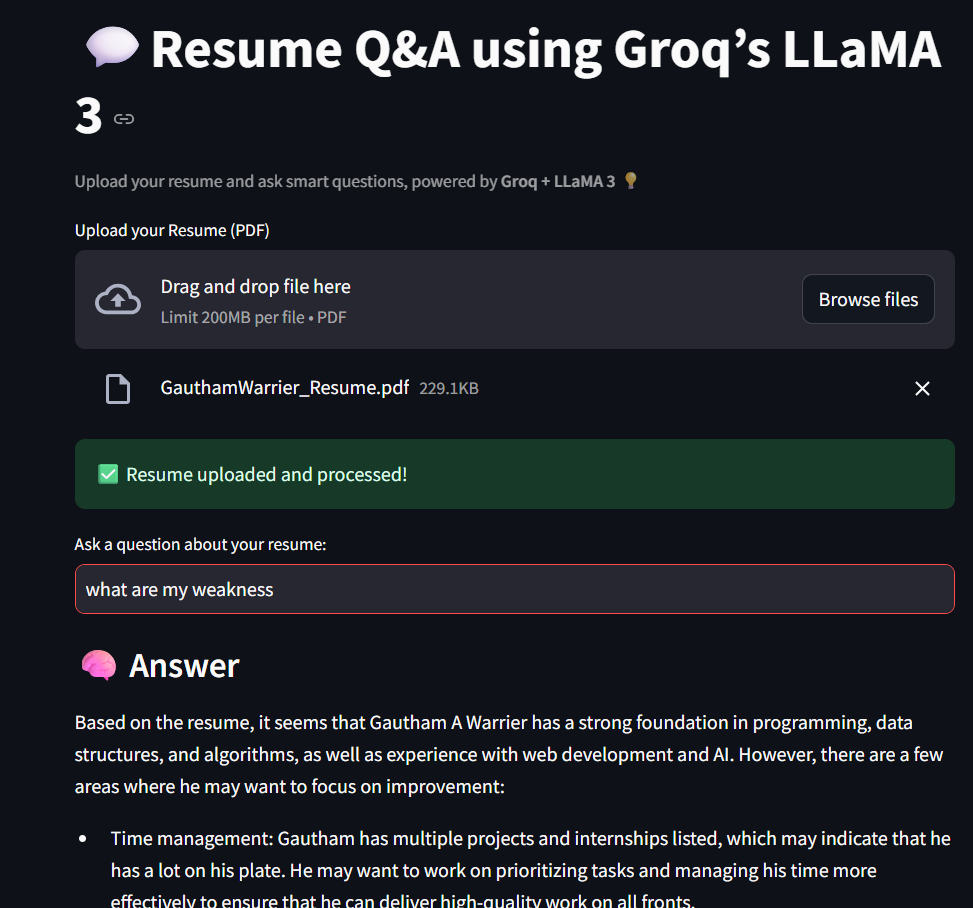 💬 Resume Q&A using Groq’s LLaMA
3
Upload your resume and ask smart questions, powered by Groq + LLaMA 3 💡
Upload your Resume (PDF)
Drag and drop file here
Limit 200MB per file • PDF
Browse files
GauthamWarrier_Resume.pdf 229.1KB
✅ Resume uploaded and processed!
Ask a question about your resume:
what are my weakness
🧠 Answer
Based on the resume, it seems that Gautham A Warrier has a strong foundation in programming, data
structures, and algorithms, as well as experience with web development and AI. However, there are a few
areas where he may want to focus on improvement:
• Time management: Gautham has multiple projects and internships listed, which may indicate that he
has a lot on his plate. He may want to work on prioritizing tasks and managing his time more
effectively to ensure that he can deliver high-quality work on all fronts.